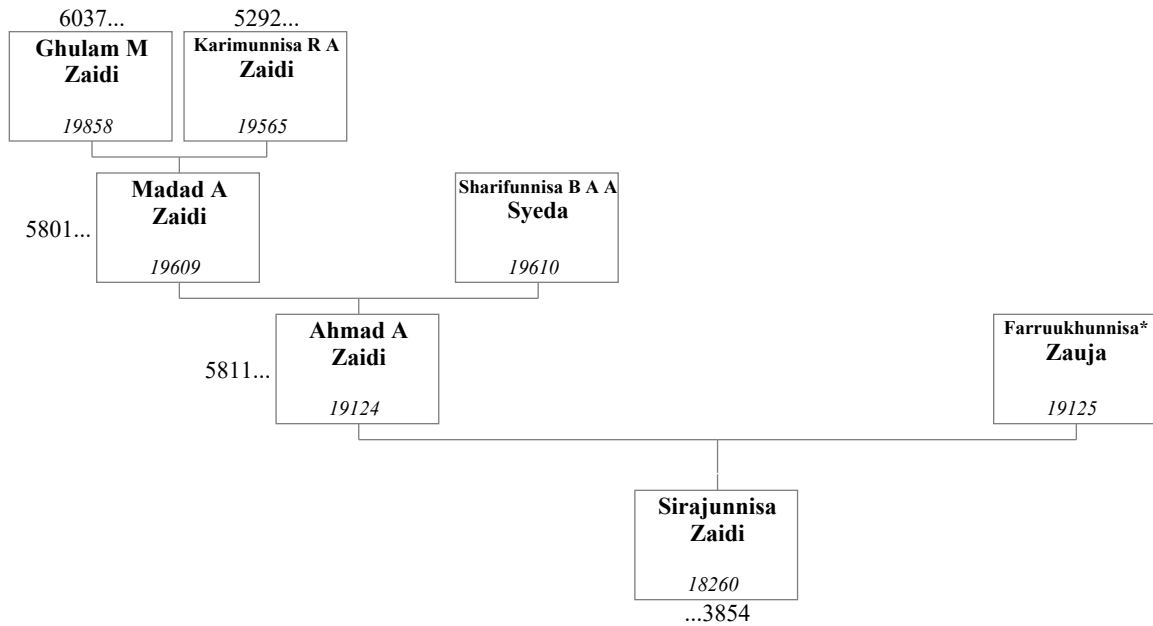 6037...
5292...
Ghulam M
Zaidi
19858
Karimunnisa R A
Zaidi
19565
5801...
Madad A
Zaidi
19609
Sharifunnisa B A A
Syeda
19610
5811...
Ahmad A
Zaidi
19124
Farruukhunnisa*
Zauja
19125
Sirajunnisa
Zaidi
18260
...3854